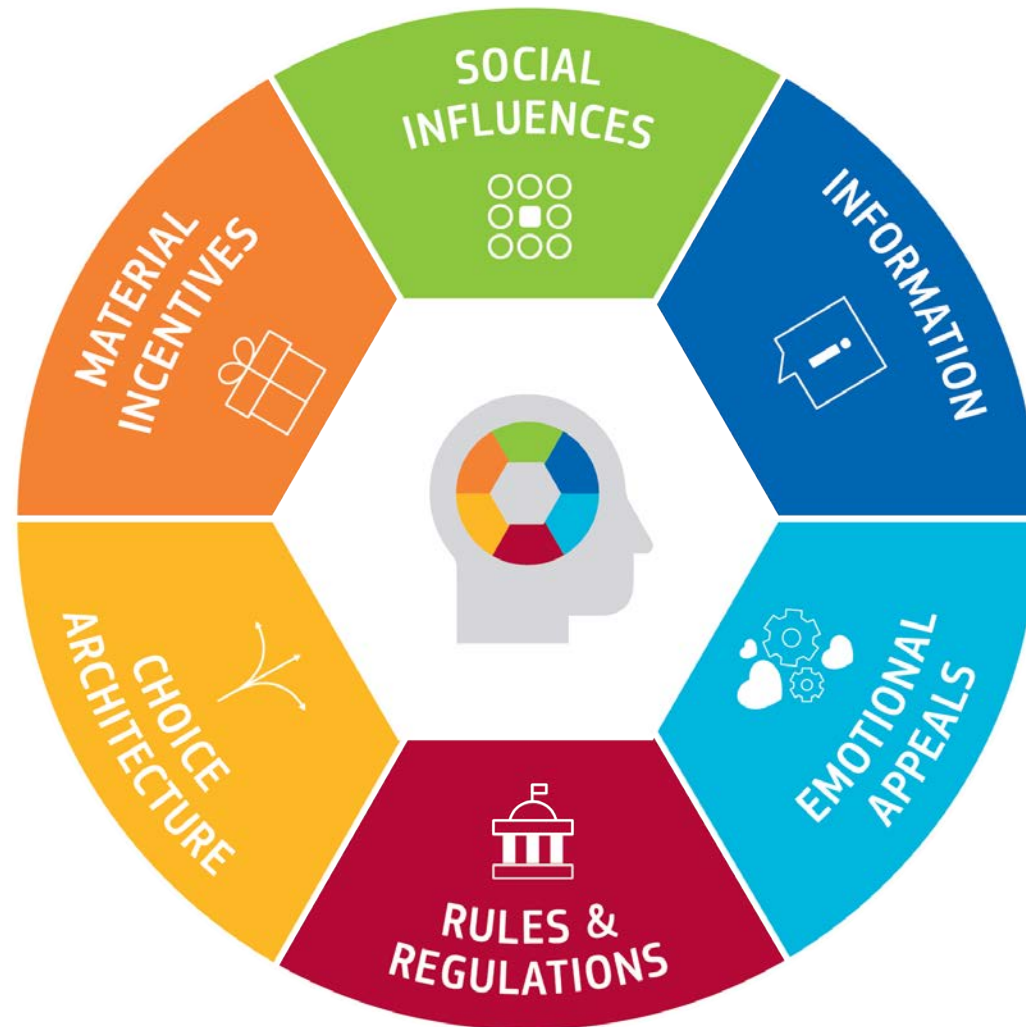 SOCIAL
INFLUENCES
INFORMATION
EMOTIONAL
APPEALS
RULES &
REGULATIONS
CHOICE
ARCHITECTURE
MATERIAL
INCENTIVES
i